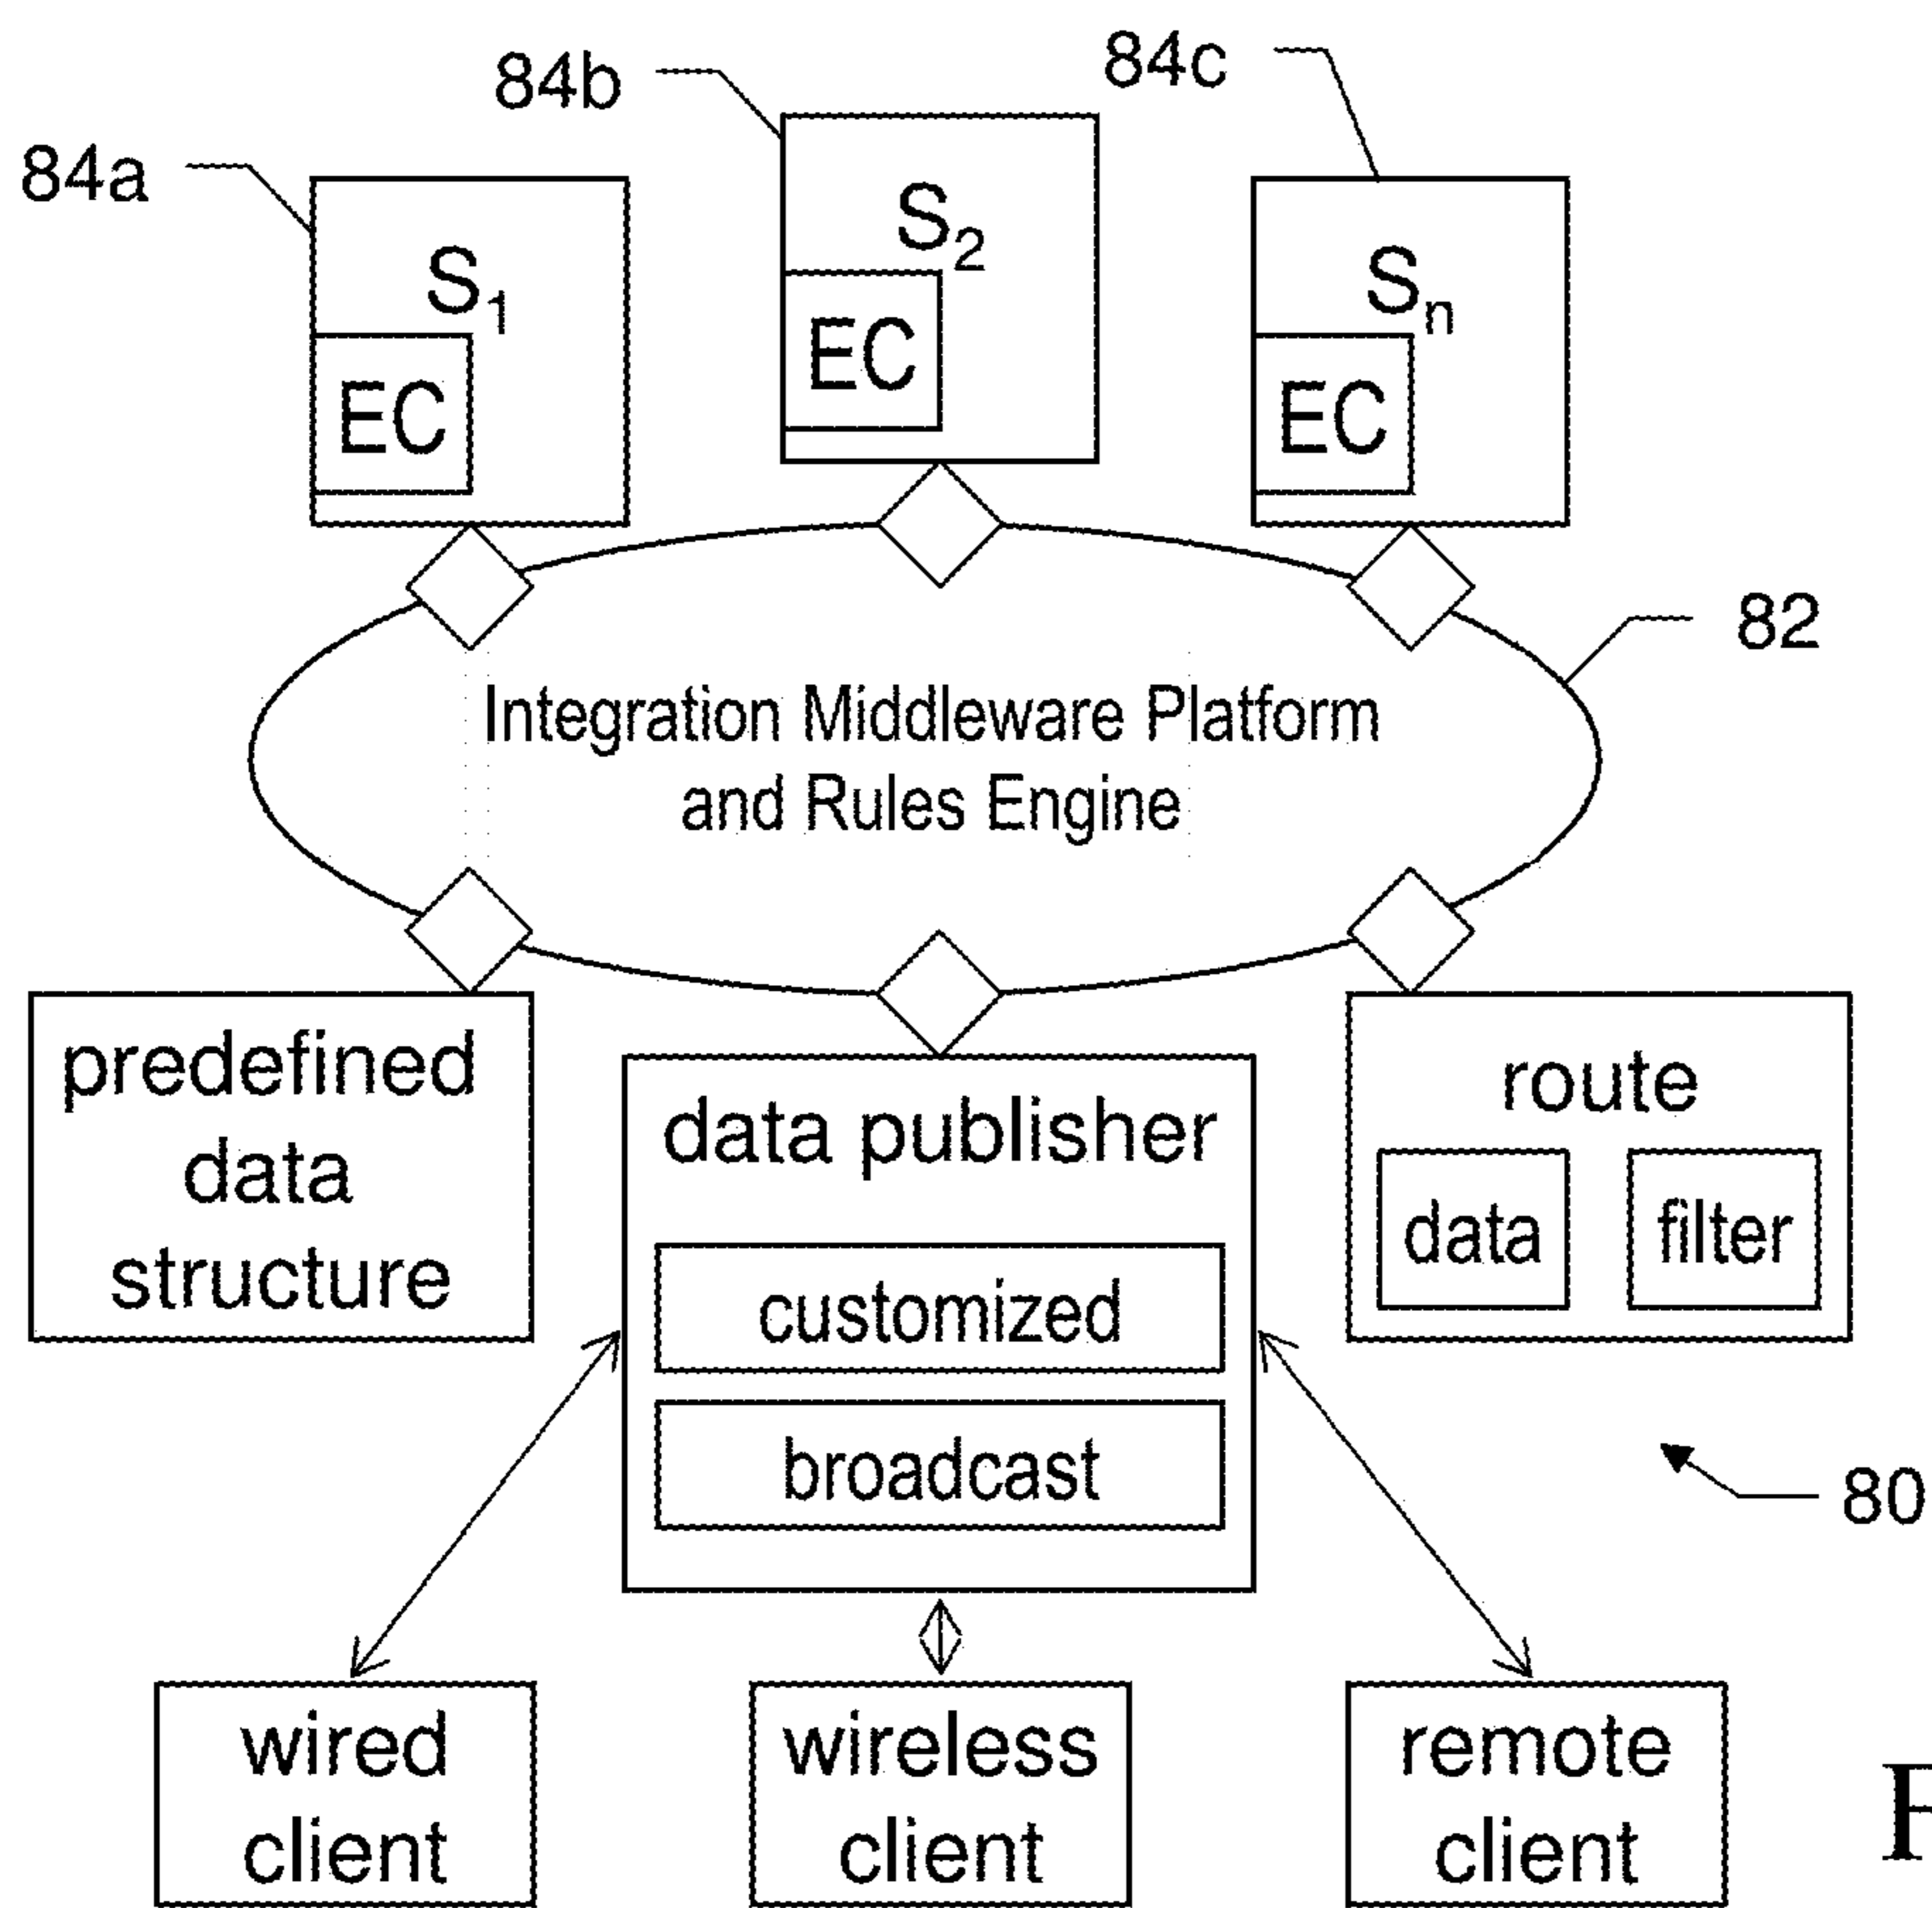 84a
84b
84c
S1
S2
Sn
EC
EC
EC
82
Integration Middleware Platform
and Rules Engine
predefined
data
structure
data publisher
customized
broadcast
route
data
filter
80
wired
client
wireless
client
remote
client
F